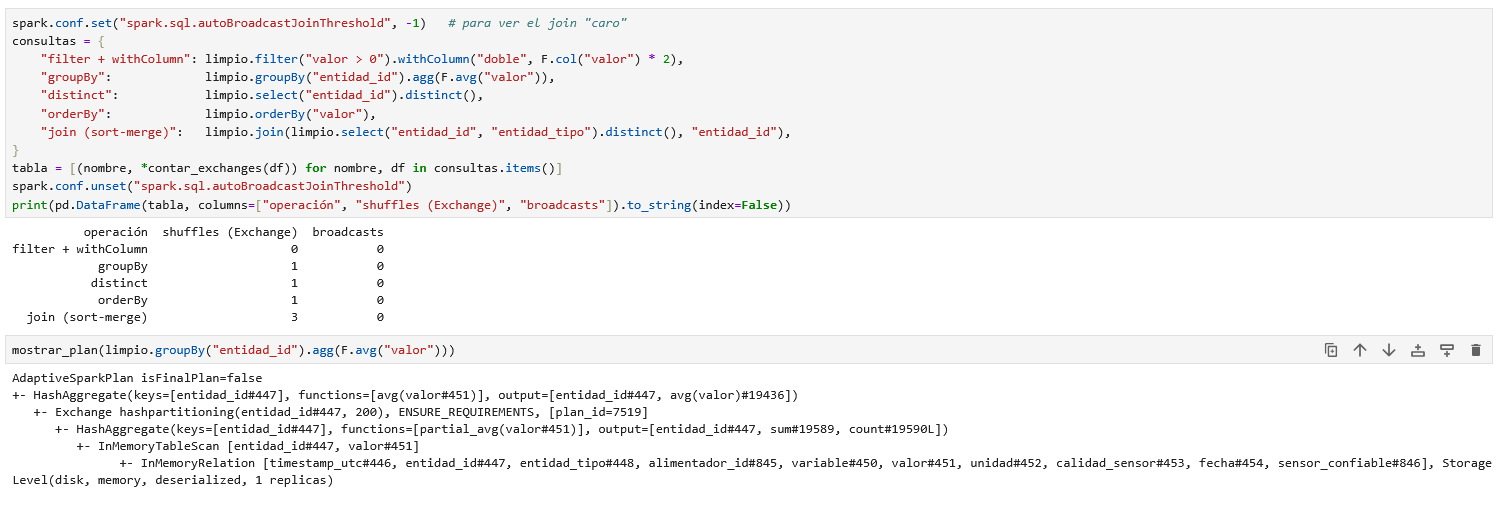 spark.conf.set("spark.sql.autoBroadcastJoinThreshold", -1)   # para ver el join "caro"
consultas = {
    "filter + withColumn": limpio.filter("valor > 0").withColumn("doble", F.col("valor") * 2),
    "groupBy":             limpio.groupBy("entidad_id").agg(F.avg("valor")),
    "distinct":            limpio.select("entidad_id").distinct(),
    "orderBy":             limpio.orderBy("valor"),
    "join (sort-merge)":   limpio.join(limpio.select("entidad_id", "entidad_tipo").distinct(), "entidad_id"),
}
tabla = [(nombre, *contar_exchanges(df)) for nombre, df in consultas.items()]
spark.conf.unset("spark.sql.autoBroadcastJoinThreshold")
print(pd.DataFrame(tabla, columns=["operación", "shuffles (Exchange)", "broadcasts"]).to_string(index=False))
          operación  shuffles (Exchange)  broadcasts
filter + withColumn                    0           0
            groupBy                    1           0
           distinct                    1           0
            orderBy                    1           0
  join (sort-merge)                    3           0
mostrar_plan(limpio.groupBy("entidad_id").agg(F.avg("valor")))
AdaptiveSparkPlan isFinalPlan=false
+- HashAggregate(keys=[entidad_id#447], functions=[avg(valor#451)], output=[entidad_id#447, avg(valor)#19436])
   +- Exchange hashpartitioning(entidad_id#447, 200), ENSURE_REQUIREMENTS, [plan_id=7519]
      +- HashAggregate(keys=[entidad_id#447], functions=[partial_avg(valor#451)], output=[entidad_id#447, sum#19589, count#19590L])
         +- InMemoryTableScan [entidad_id#447, valor#451]
               +- InMemoryRelation [timestamp_utc#446, entidad_id#447, entidad_tipo#448, alimentador_id#845, variable#450, valor#451, unidad#452, calidad_sensor#453, fecha#454, sensor_confiable#846], Storage
Level(disk, memory, deserialized, 1 replicas)